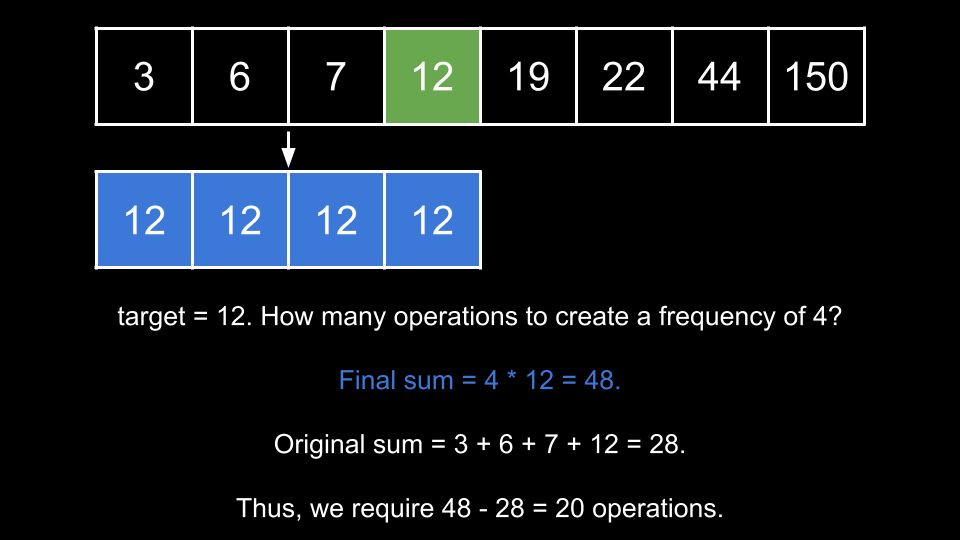 3 6 7 12 19 22 44 150
12 12 12 12
target = 12. How many operations to create a frequency of 4?
Final sum = 4 * 12 = 48.
Original sum = 3 + 6 + 7 + 12 = 28.
Thus, we require 48 - 28 = 20 operations.